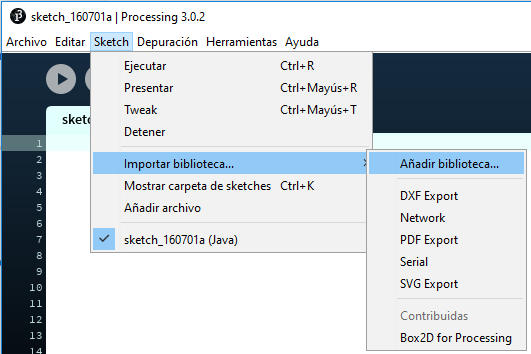 sketch_160701a | Processing 3.0.2
Archivo Editar Sketch Depuración Herramientas Ayuda
Ejecutar Ctrl+R
Presentar Ctrl+Mayús+R
Tweak Ctrl+Mayús+T
Detener
Importar biblioteca...
Mostrar carpeta de sketches Ctrl+K
Añadir archivo
sketch_160701a (Java)
Añadir biblioteca...
DXF Export
Network
PDF Export
Serial
SVG Export
Contribuidas
Box2D for Processing
sketc
1
2
3
4
5
6
7
8
9
10
11
12
13
14